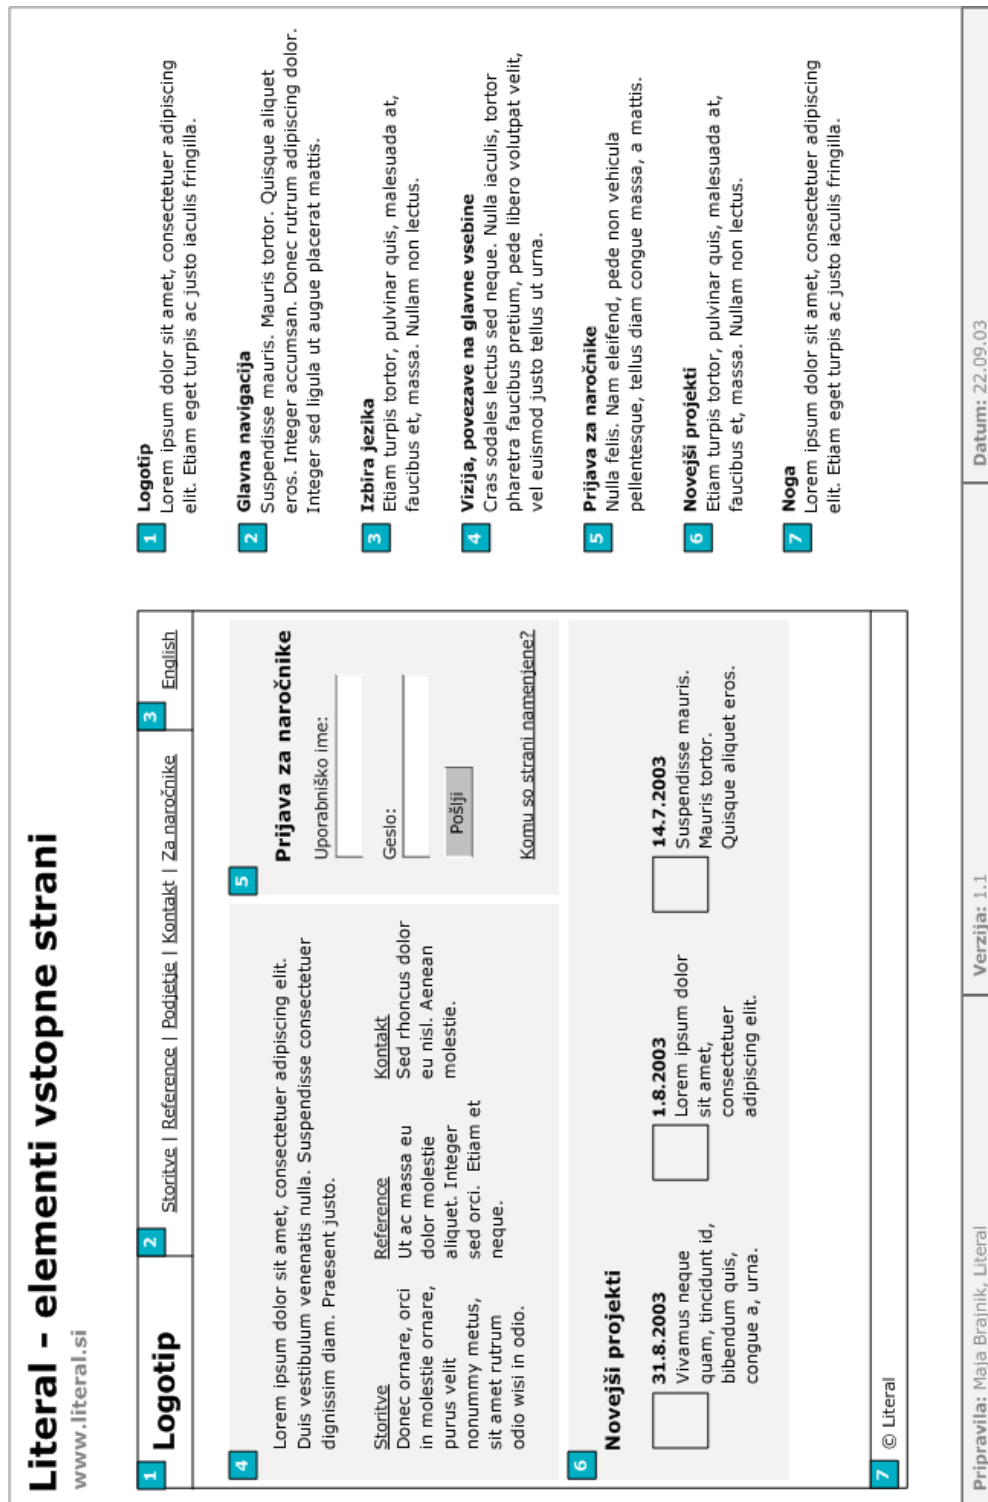 Literal - elementi vstopne strani
www.literal.si
1
Logotip
2
Storitve | Reference | Podjetje | Kontakt | Za naročnike
3
English
4
Lorem ipsum dolor sit amet, consectetuer adipiscing elit.
Duis vestibulum venenatis nulla. Suspendisse consectetuer
dignissim diam. Praesent justo.
Storitve
Donec ornare, orci
in molestie ornare,
purus velit
nonummy metus,
sit amet rutrum
odio wisi in odio.
Reference
Ut ac massa eu
dolor molestie
aliquet. Integer
sed orci. Etiam et
neque.
Kontakt
Sed rhoncus dolor
eu nisl. Aenean
molestie.
5
Prijava za naročnike
Uporabniško ime:
Geslo:
Pošlji
Komu so strani namenjene?
6
Novejši projekti
31.8.2003
Vivamus neque
quam, tincidunt id,
bibendum quis,
congue a, urna.
1.8.2003
Lorem ipsum dolor
sit amet,
consectetuer
adipiscing elit.
14.7.2003
Suspendisse mauris.
Mauris tortor.
Quisque aliquet eros.
7
© Literal
1
Logotip
Lorem ipsum dolor sit amet, consectetuer adipiscing
elit. Etiam eget turpis ac justo iaculis fringilla.
2
Glavna navigacija
Suspendisse mauris. Mauris tortor. Quisque aliquet
eros. Integer accumsan. Donec rutrum adipiscing dolor.
Integer sed ligula ut augue placerat mattis.
3
Izbira jezika
Etiam turpis tortor, pulvinar quis, malesuada at,
faucibus et, massa. Nullam non lectus.
4
Vizija, povezave na glavne vsebine
Cras sodales lectus sed neque. Nulla iaculis, tortor
pharetra faucibus pretium, pede libero volutpat velit,
vel euismod justo tellus ut urna.
5
Prijava za naročnike
Nulla felis. Nam eleifend, pede non vehicula
pellentesque, tellus diam congue massa, a mattis.
6
Novejši projekti
Etiam turpis tortor, pulvinar quis, malesuada at,
faucibus et, massa. Nullam non lectus.
7
Noga
Lorem ipsum dolor sit amet, consectetuer adipiscing
elit. Etiam eget turpis ac justo iaculis fringilla.
Pripravila: Maja Brajnik, Literal
Verzija: 1.1
Datum: 22.09.03